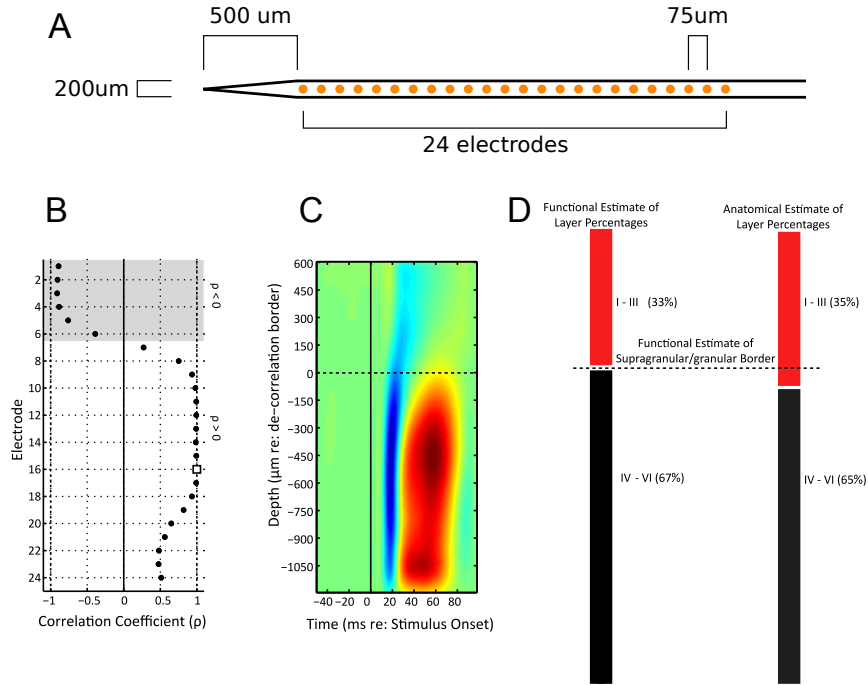 A
500 um
75um
200um
24 electrodes
B
Electrode
2
4
6
8
10
12
14
16
18
20
22
24
ρ < 0
ρ > 0
−1
−0.5
0
0.5
1
Correlation Coefficient (ρ)
C
Depth (µm re: de-correlation border)
600
450
300
150
0
−150
−300
−450
−600
−750
−900
−1050
−40
−20
0
20
40
60
80
Time (ms re: Stimulus Onset)
D
Functional Estimate of
Layer Percentages
Anatomical Estimate of
Layer Percentages
I - III (33%)
I - III (35%)
Functional Estimate of
Supragranular/granular Border
IV - VI (67%)
IV - VI (65%)